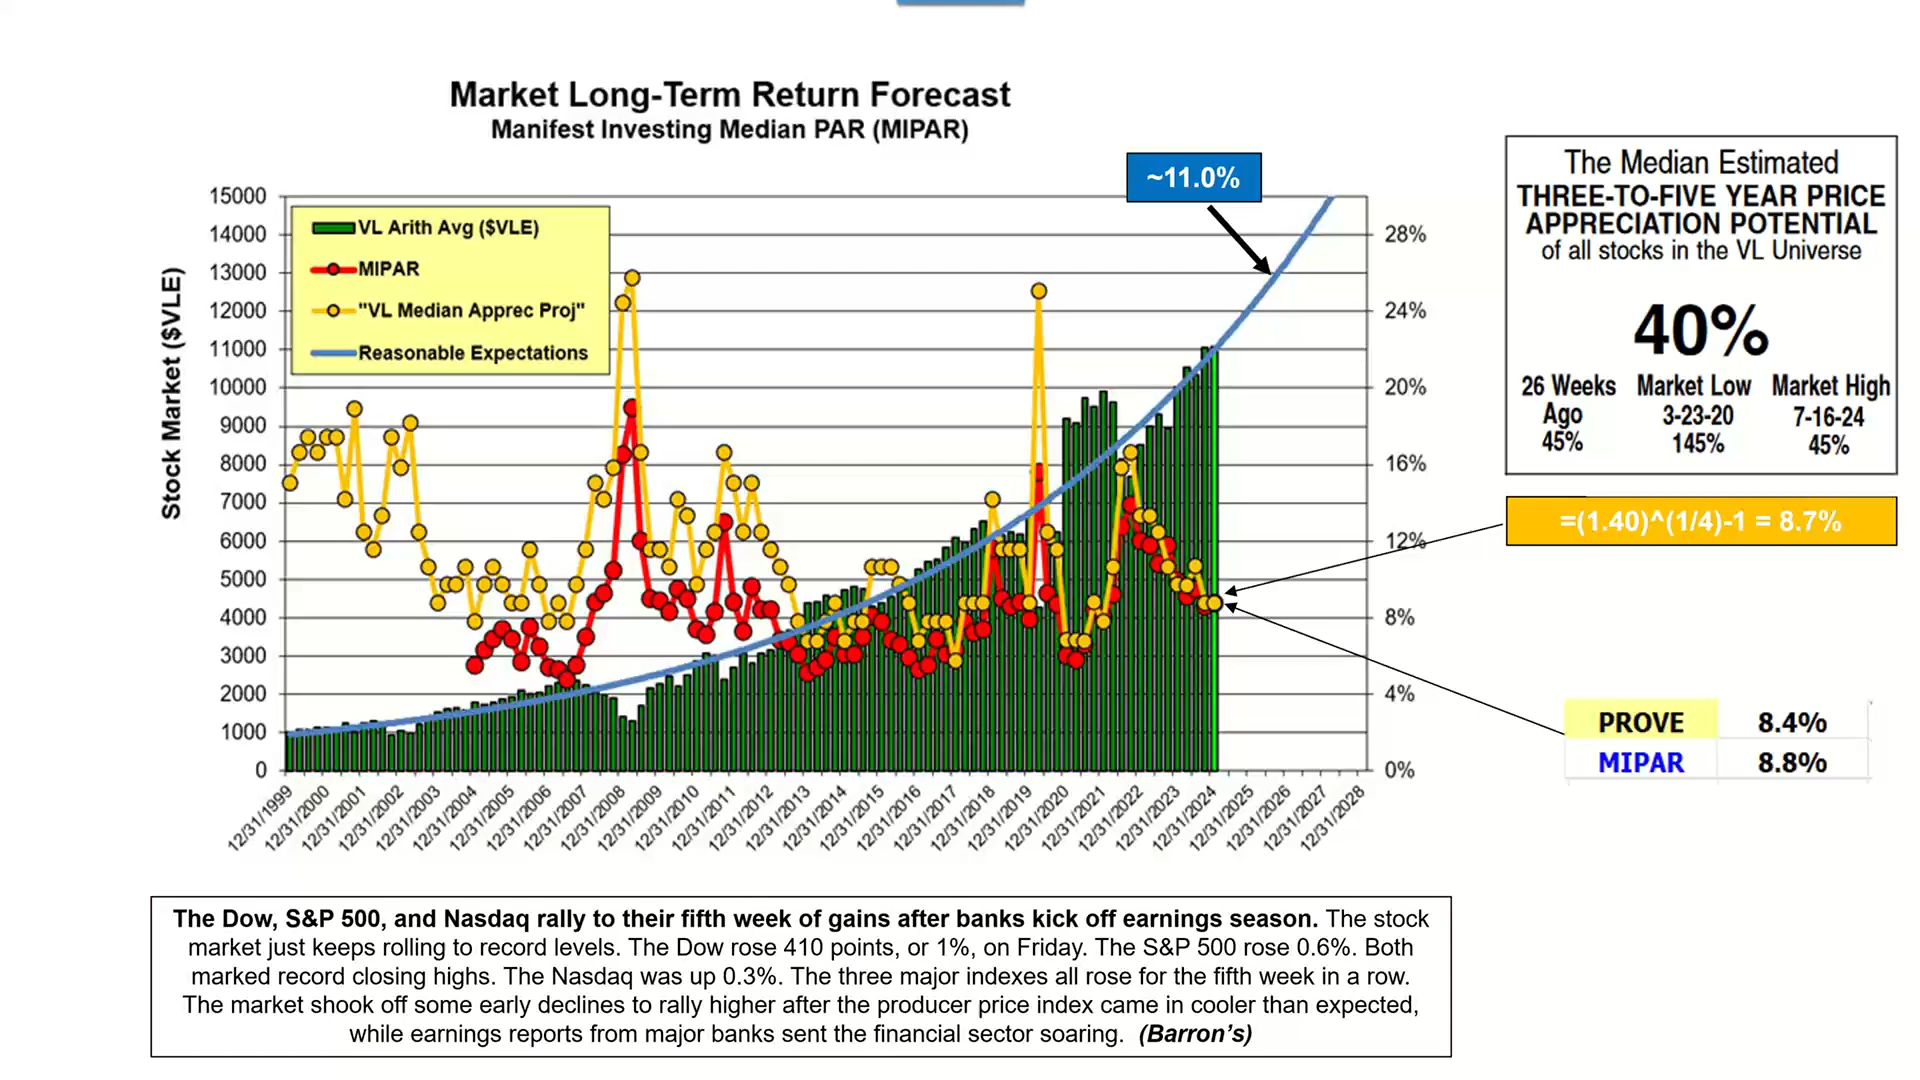 Market Long-Term Return Forecast
Manifest Investing Median PAR (MIPAR)
~11.0%
Stock Market ($VLE)
15000
14000
13000
12000
11000
10000
9000
8000
7000
6000
5000
4000
3000
2000
1000
0
VL Arith Avg ($VLE)
MIPAR
"VL Median Apprec Proj"
Reasonable Expectations
28%
24%
20%
16%
12%
8%
4%
0%
12/31/1999
12/31/2000
12/31/2001
12/31/2002
12/31/2003
12/31/2004
12/31/2005
12/31/2006
12/31/2007
12/31/2008
12/31/2009
12/31/2010
12/31/2011
12/31/2012
12/31/2013
12/31/2014
12/31/2015
12/31/2016
12/31/2017
12/31/2018
12/31/2019
12/31/2020
12/31/2021
12/31/2022
12/31/2023
12/31/2024
12/31/2025
12/31/2026
12/31/2027
12/31/2028
The Median Estimated
THREE-TO-FIVE YEAR PRICE
APPRECIATION POTENTIAL
of all stocks in the VL Universe
40%
26 Weeks Market Low Market High
Ago 3-23-20 7-16-24
45% 145% 45%
=(1.40)^(1/4)-1 = 8.7%
PROVE 8.4%
MIPAR 8.8%
The Dow, S&P 500, and Nasdaq rally to their fifth week of gains after banks kick off earnings season. The stock
market just keeps rolling to record levels. The Dow rose 410 points, or 1%, on Friday. The S&P 500 rose 0.6%. Both
marked record closing highs. The Nasdaq was up 0.3%. The three major indexes all rose for the fifth week in a row.
The market shook off some early declines to rally higher after the producer price index came in cooler than expected,
while earnings reports from major banks sent the financial sector soaring. (Barron’s)